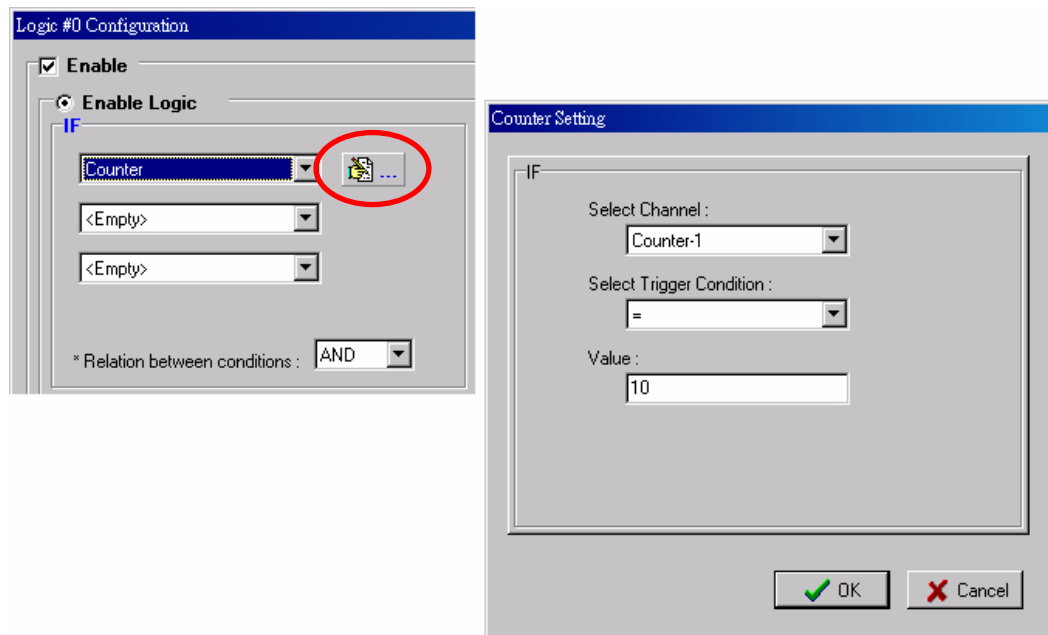 Logic #0 Configuration
Enable
Enable Logic
IF
Counter
...
<Empty>
<Empty>
* Relation between conditions : AND
Counter Setting
IF
Select Channel :
Counter-1
Select Trigger Condition :
=
Value :
10
OK
Cancel